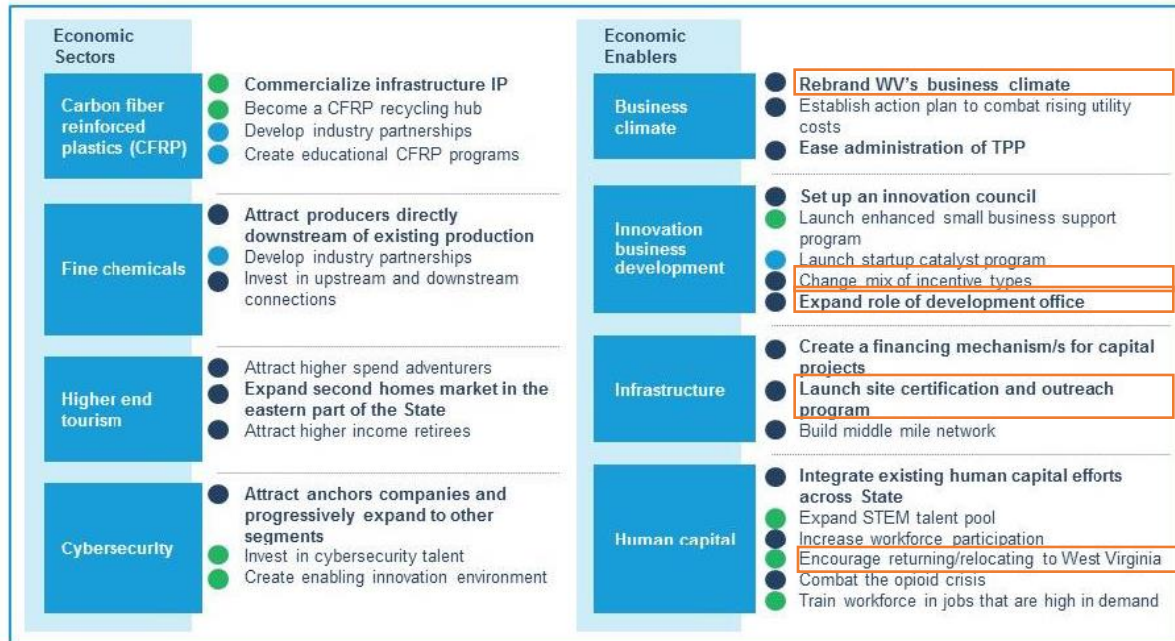 Economic
Sectors
Carbon fiber
reinforced
plastics (CFRP)
Commercialize infrastructure IP
Become a CFRP recycling hub
Develop industry partnerships
Create educational CFRP programs
Fine chemicals
Attract producers directly
downstream of existing production
Develop industry partnerships
Invest in upstream and downstream
connections
Higher end
tourism
Attract higher spend adventurers
Expand second homes market in the
eastern part of the State
Attract higher income retirees
Cybersecurity
Attract anchors companies and
progressively expand to other
segments
Invest in cybersecurity talent
Create enabling innovation environment
Economic
Enablers
Business
climate
Rebrand WV's business climate
Establish action plan to combat rising utility
costs
Ease administration of TPP
Innovation
business
development
Set up an innovation council
Launch enhanced small business support
program
Launch startup catalyst program
Change mix of incentive types
Expand role of development office
Infrastructure
Create a financing mechanism/s for capital
projects
Launch site certification and outreach
program
Build middle mile network
Human capital
Integrate existing human capital efforts
across State
Expand STEM talent pool
Increase workforce participation
Encourage returning/relocating to West Virginia
Combat the opioid crisis
Train workforce in jobs that are high in demand